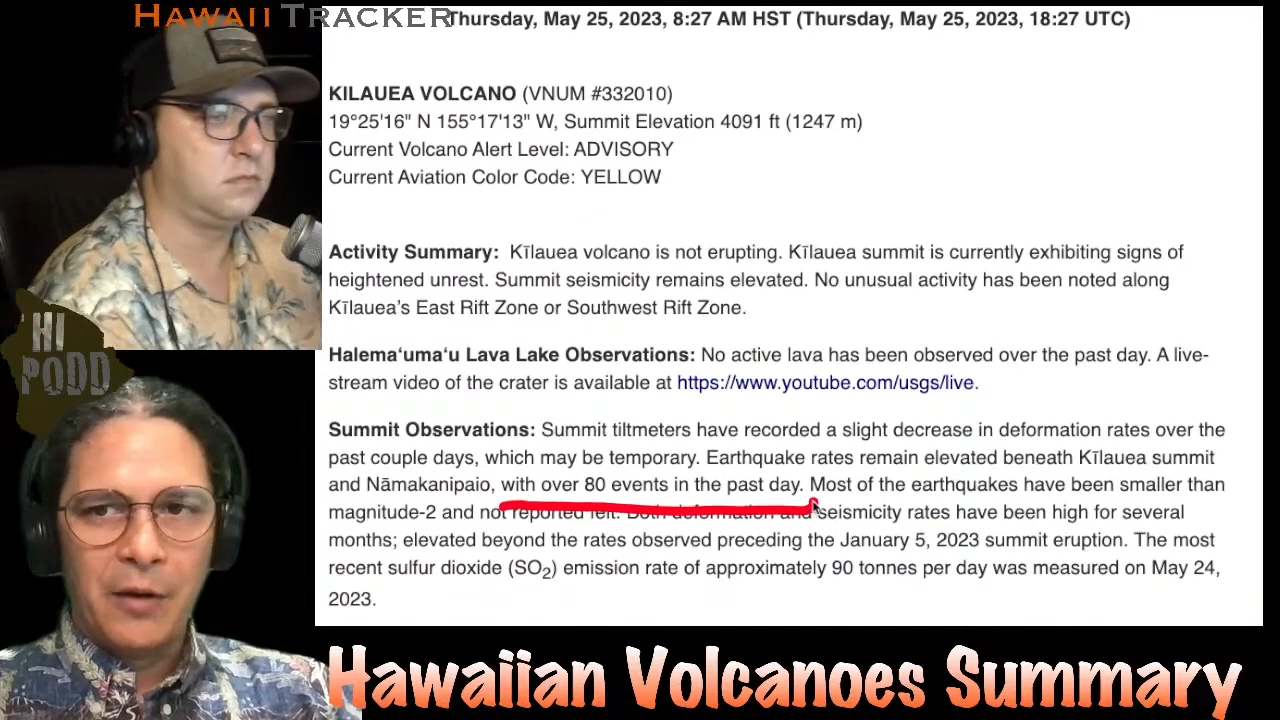 HAWAII TRACKER
Thursday, May 25, 2023, 8:27 AM HST (Thursday, May 25, 2023, 18:27 UTC)
KILAUEA VOLCANO (VNUM #332010)
19°25'16" N 155°17'13" W, Summit Elevation 4091 ft (1247 m)
Current Volcano Alert Level: ADVISORY
Current Aviation Color Code: YELLOW
Activity Summary: Kīlauea volcano is not erupting. Kīlauea summit is currently exhibiting signs of
heightened unrest. Summit seismicity remains elevated. No unusual activity has been noted along
Kīlauea’s East Rift Zone or Southwest Rift Zone.
Halemaʻumaʻu Lava Lake Observations: No active lava has been observed over the past day. A live-
stream video of the crater is available at https://www.youtube.com/usgs/live.
Summit Observations: Summit tiltmeters have recorded a slight decrease in deformation rates over the
past couple days, which may be temporary. Earthquake rates remain elevated beneath Kīlauea summit
and Nāmakanipaio, with over 80 events in the past day. Most of the earthquakes have been smaller than
magnitude-2 and not reported felt. Both deformation and seismicity rates have been high for several
months; elevated beyond the rates observed preceding the January 5, 2023 summit eruption. The most
recent sulfur dioxide (SO2) emission rate of approximately 90 tonnes per day was measured on May 24,
2023.
HI
PODD
Hawaiian Volcanoes Summary